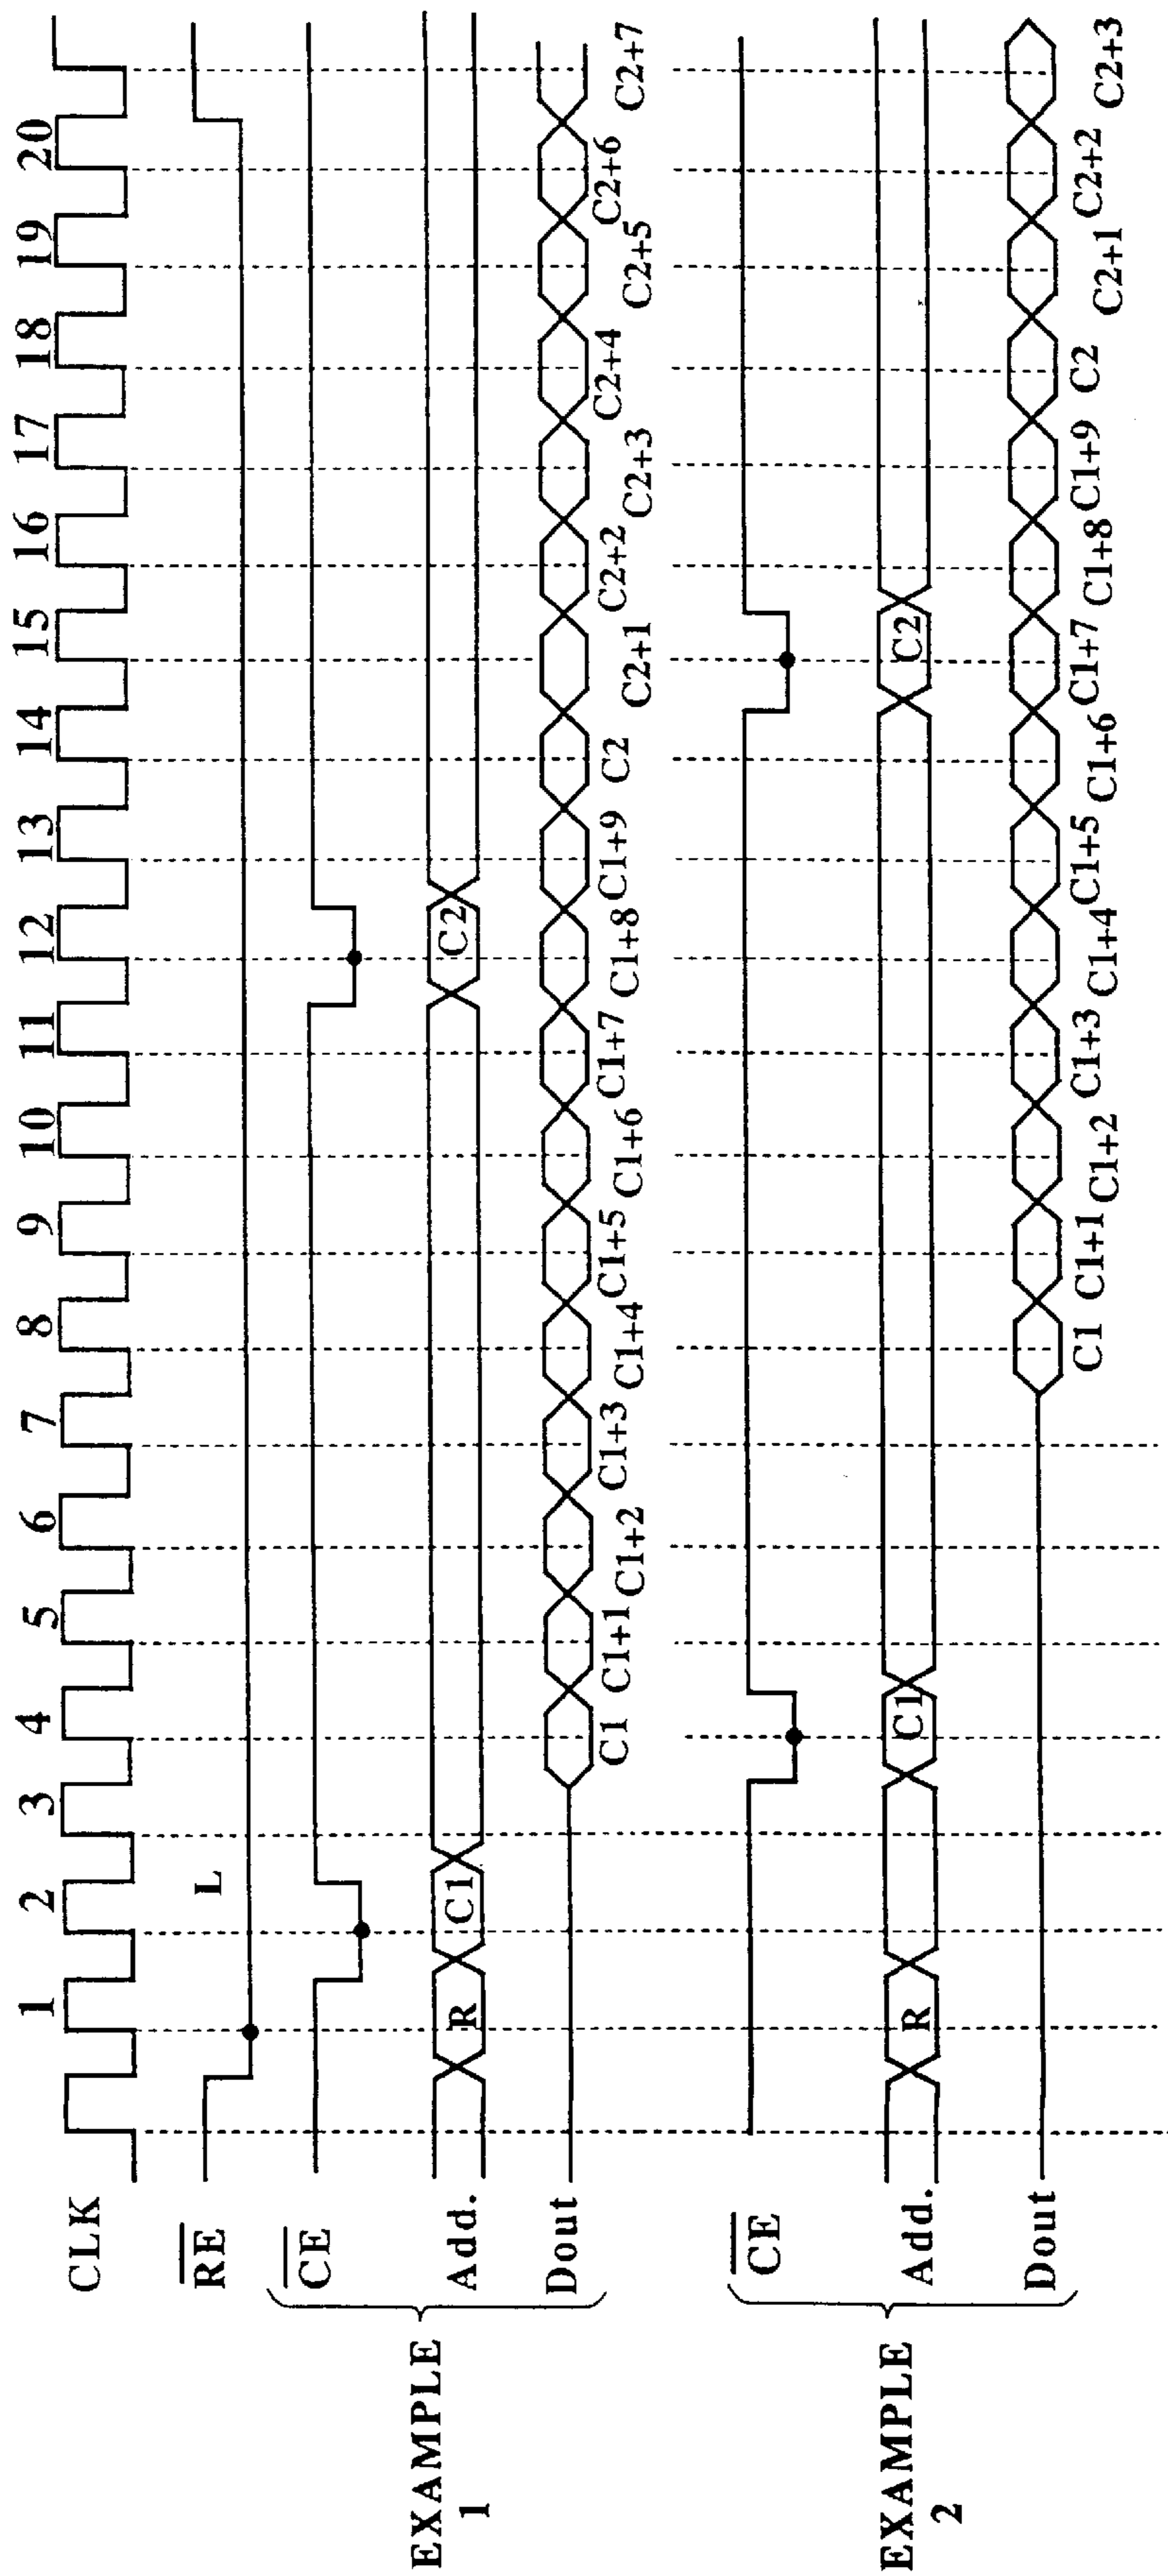 CLK 1 2 3 4 5 6 7 8 9 10 11 12 13 14 15 16 17 18 19 20
RE L
EXAMPLE
1
CE
Add. R C1 C2
Dout
C1 C1+1 C1+2 C1+3 C1+4 C1+5 C1+6 C1+7 C1+8 C1+9 C2 C2+1 C2+2 C2+3 C2+4 C2+5 C2+6 C2+7
EXAMPLE
2
CE
Add. R C1 C2
Dout
C1 C1+1 C1+2 C1+3 C1+4 C1+5 C1+6 C1+7 C1+8 C1+9 C2 C2+1 C2+2 C2+3